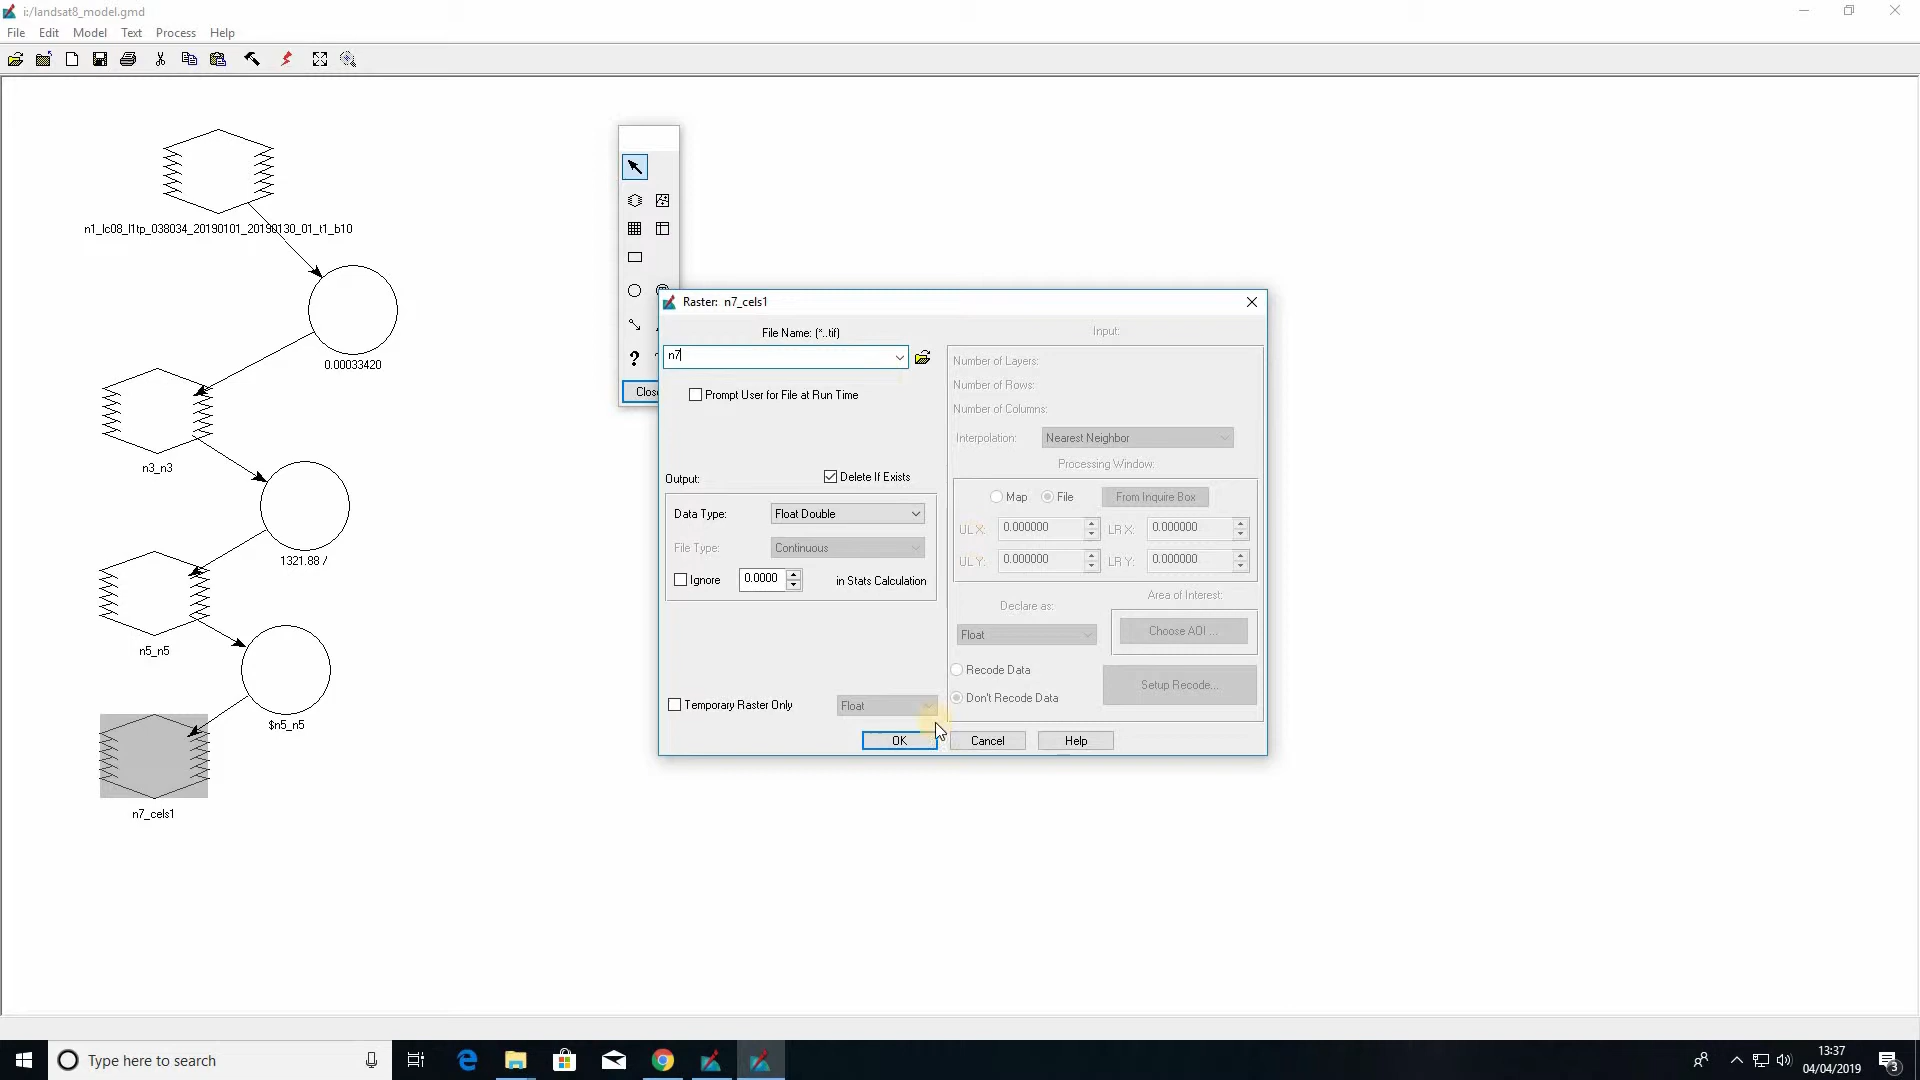 i:/landsat8_model.gmd
File Edit Model Text Process Help
n1_lc08_l1tp_038034_20190101_20190130_01_t1_b10
0.00033420
n3_n3
1321.88 /
n5_n5
$n5_n5
n7_cels1
?
Raster: n7_cels1
File Name: (*..tif)
n7
Prompt User for File at Run Time
Output:
Delete If Exists
Data Type:
Float Double
File Type:
Continuous
Ignore
0.0000
in Stats Calculation
Temporary Raster Only
Float
Input:
Number of Layers:
Number of Rows:
Number of Columns:
Interpolation:
Nearest Neighbor
Processing Window:
Map
File
From Inquire Box
UL X:
0.000000
LR X:
0.000000
UL Y:
0.000000
LR Y:
0.000000
Declare as:
Float
Area of Interest:
Choose AOI ...
Recode Data
Don't Recode Data
Setup Recode...
OK
Cancel
Help
Type here to search
13:37
04/04/2019
3